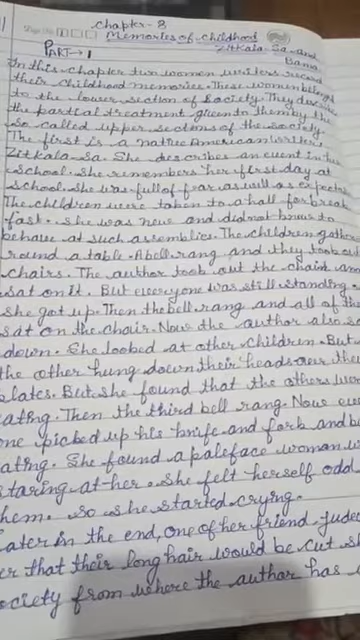 Chapter - 8
Memories of Childhood
Zitkala-Sa and
Bama
PART - 1
In this chapter two women writers record
their childhood memories. These women belong
to the lower section of Society. They
the partial treatment given to them by the
so called upper sections of the society.
The first is a native American writer
Zitkala-Sa. She describes an event in
school. She remembers her first day at
school. She was full of fear as well as
The children were taken to a hall for break
fast. She was new and did not know to
behave at such assemblies. The children
round a table. A bell rang and they took out
chairs. The author took out the chair
sat on it. But everyone was still standing.
she got up. Then the bell rang and all of the
sat on the chair. Now the author also
down. She looked at other children. But
the other hung down their heads over
plates. But she found that the others
eating. Then the third bell rang. Now
one picked up his knife and fork and
eating. She found a paleface woman
staring at her. She felt herself odd
them. So she started crying.
Later in the end, one of her friend
her that their long hair would be cut
society from where the author has